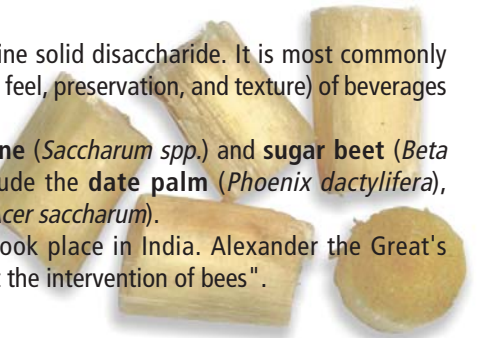 ine solid disaccharide. It is most commonly
feel, preservation, and texture) of beverages
ne (Saccharum spp.) and sugar beet (Beta
ude the date palm (Phoenix dactylifera),
Acer saccharum).
ook place in India. Alexander the Great's
t the intervention of bees".